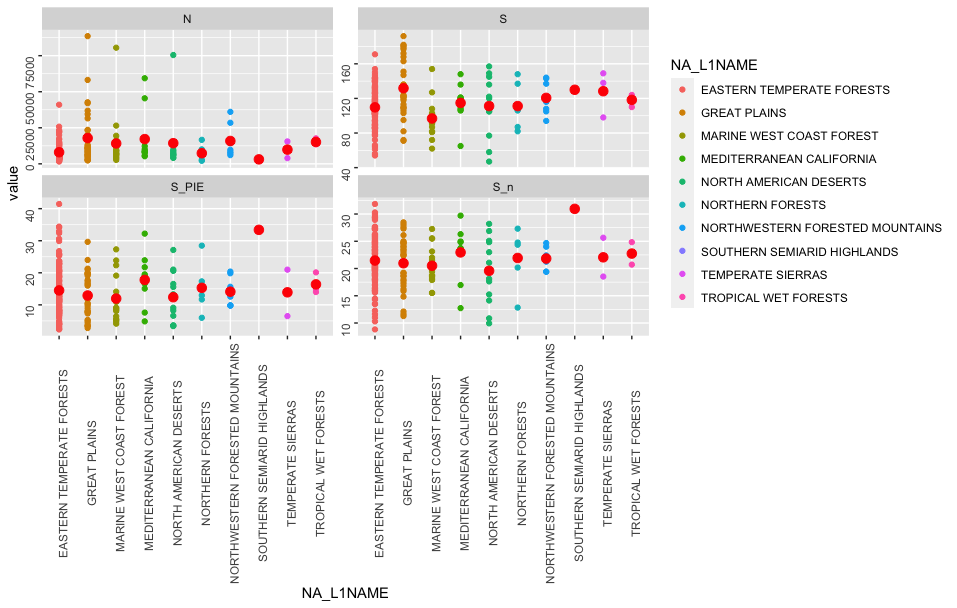 N
S
0 25000 50000 75000
40 80 120 160
S_PIE
S_n
10 20 30 40
10 15 20 25 30
value
EASTERN TEMPERATE FORESTS
GREAT PLAINS
MARINE WEST COAST FOREST
MEDITERRANEAN CALIFORNIA
NORTH AMERICAN DESERTS
NORTHERN FORESTS
NORTHWESTERN FORESTED MOUNTAINS
SOUTHERN SEMIARID HIGHLANDS
TEMPERATE SIERRAS
TROPICAL WET FORESTS
EASTERN TEMPERATE FORESTS
GREAT PLAINS
MARINE WEST COAST FOREST
MEDITERRANEAN CALIFORNIA
NORTH AMERICAN DESERTS
NORTHERN FORESTS
NORTHWESTERN FORESTED MOUNTAINS
SOUTHERN SEMIARID HIGHLANDS
TEMPERATE SIERRAS
TROPICAL WET FORESTS
NA_L1NAME
NA_L1NAME
EASTERN TEMPERATE FORESTS
GREAT PLAINS
MARINE WEST COAST FOREST
MEDITERRANEAN CALIFORNIA
NORTH AMERICAN DESERTS
NORTHERN FORESTS
NORTHWESTERN FORESTED MOUNTAINS
SOUTHERN SEMIARID HIGHLANDS
TEMPERATE SIERRAS
TROPICAL WET FORESTS